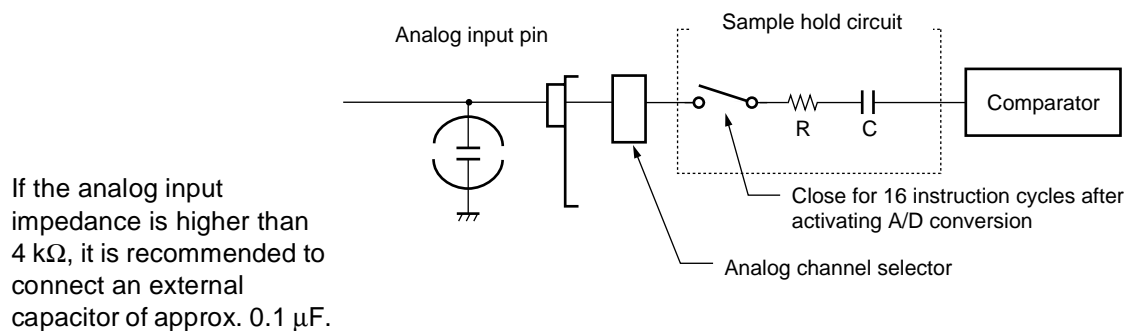 Sample hold circuit
Analog input pin
Comparator
R
C
Close for 16 instruction cycles after
activating A/D conversion
Analog channel selector
If the analog input
impedance is higher than
4 kΩ, it is recommended to
connect an external
capacitor of approx. 0.1 µF.